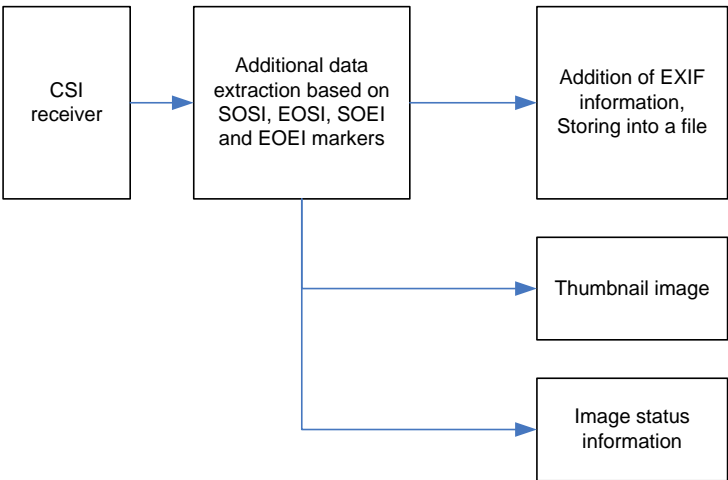 CSI
receiver
Additional data
extraction based on
SOSI, EOSI, SOEI
and EOEI markers
Addition of EXIF
information,
Storing into a file
Thumbnail image
Image status
information